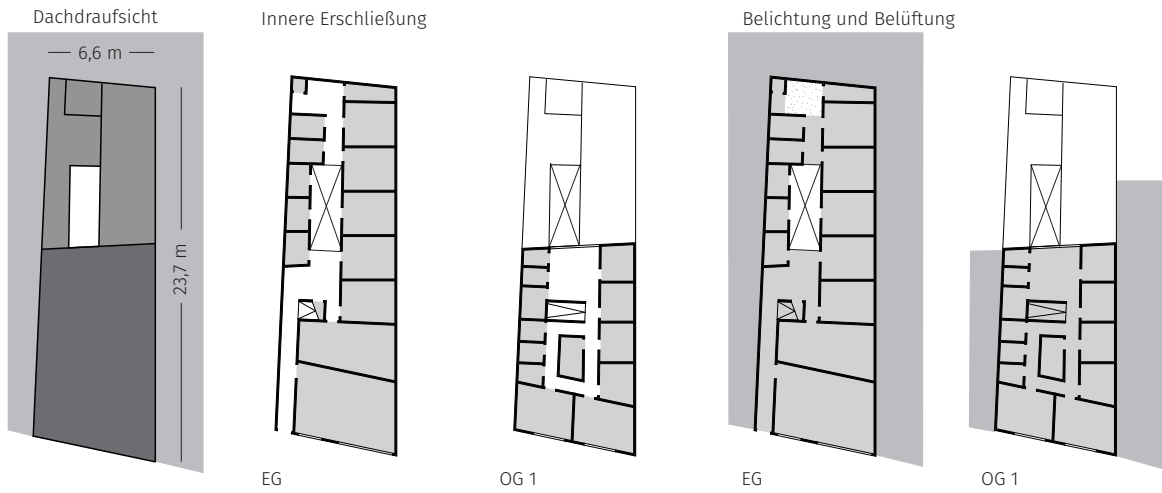 Dachdraufsicht
Innere Erschließung
Belichtung und Belüftung
6,6 m
23,7 m
EG
OG 1
EG
OG 1